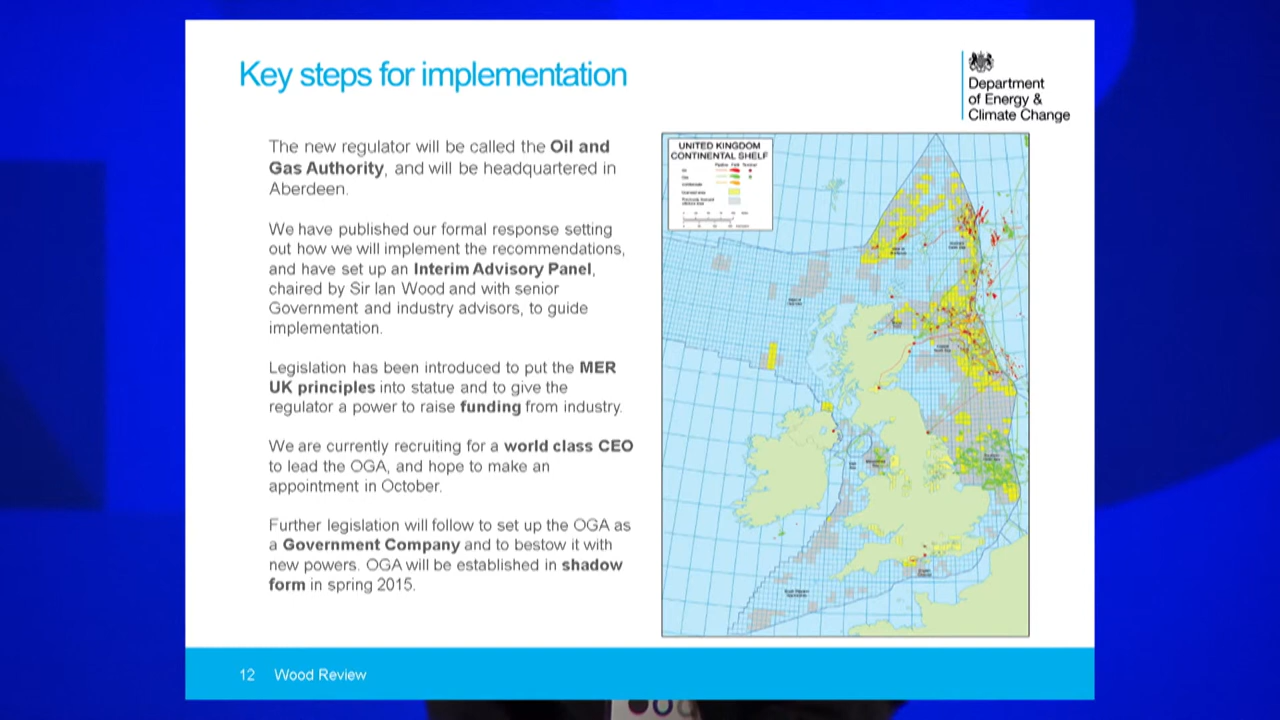 Key steps for implementation
Department
of Energy &
Climate Change
The new regulator will be called the Oil and
Gas Authority, and will be headquartered in
Aberdeen.
We have published our formal response setting
out how we will implement the recommendations,
and have set up an Interim Advisory Panel,
chaired by Sir Ian Wood and with senior
Government and industry advisors, to guide
implementation.
Legislation has been introduced to put the MER
UK principles into statue and to give the
regulator a power to raise funding from industry.
We are currently recruiting for a world class CEO
to lead the OGA, and hope to make an
appointment in October.
Further legislation will follow to set up the OGA as
a Government Company and to bestow it with
new powers. OGA will be established in shadow
form in spring 2015.
UNITED KINGDOM
CONTINENTAL SHELF
12 Wood Review